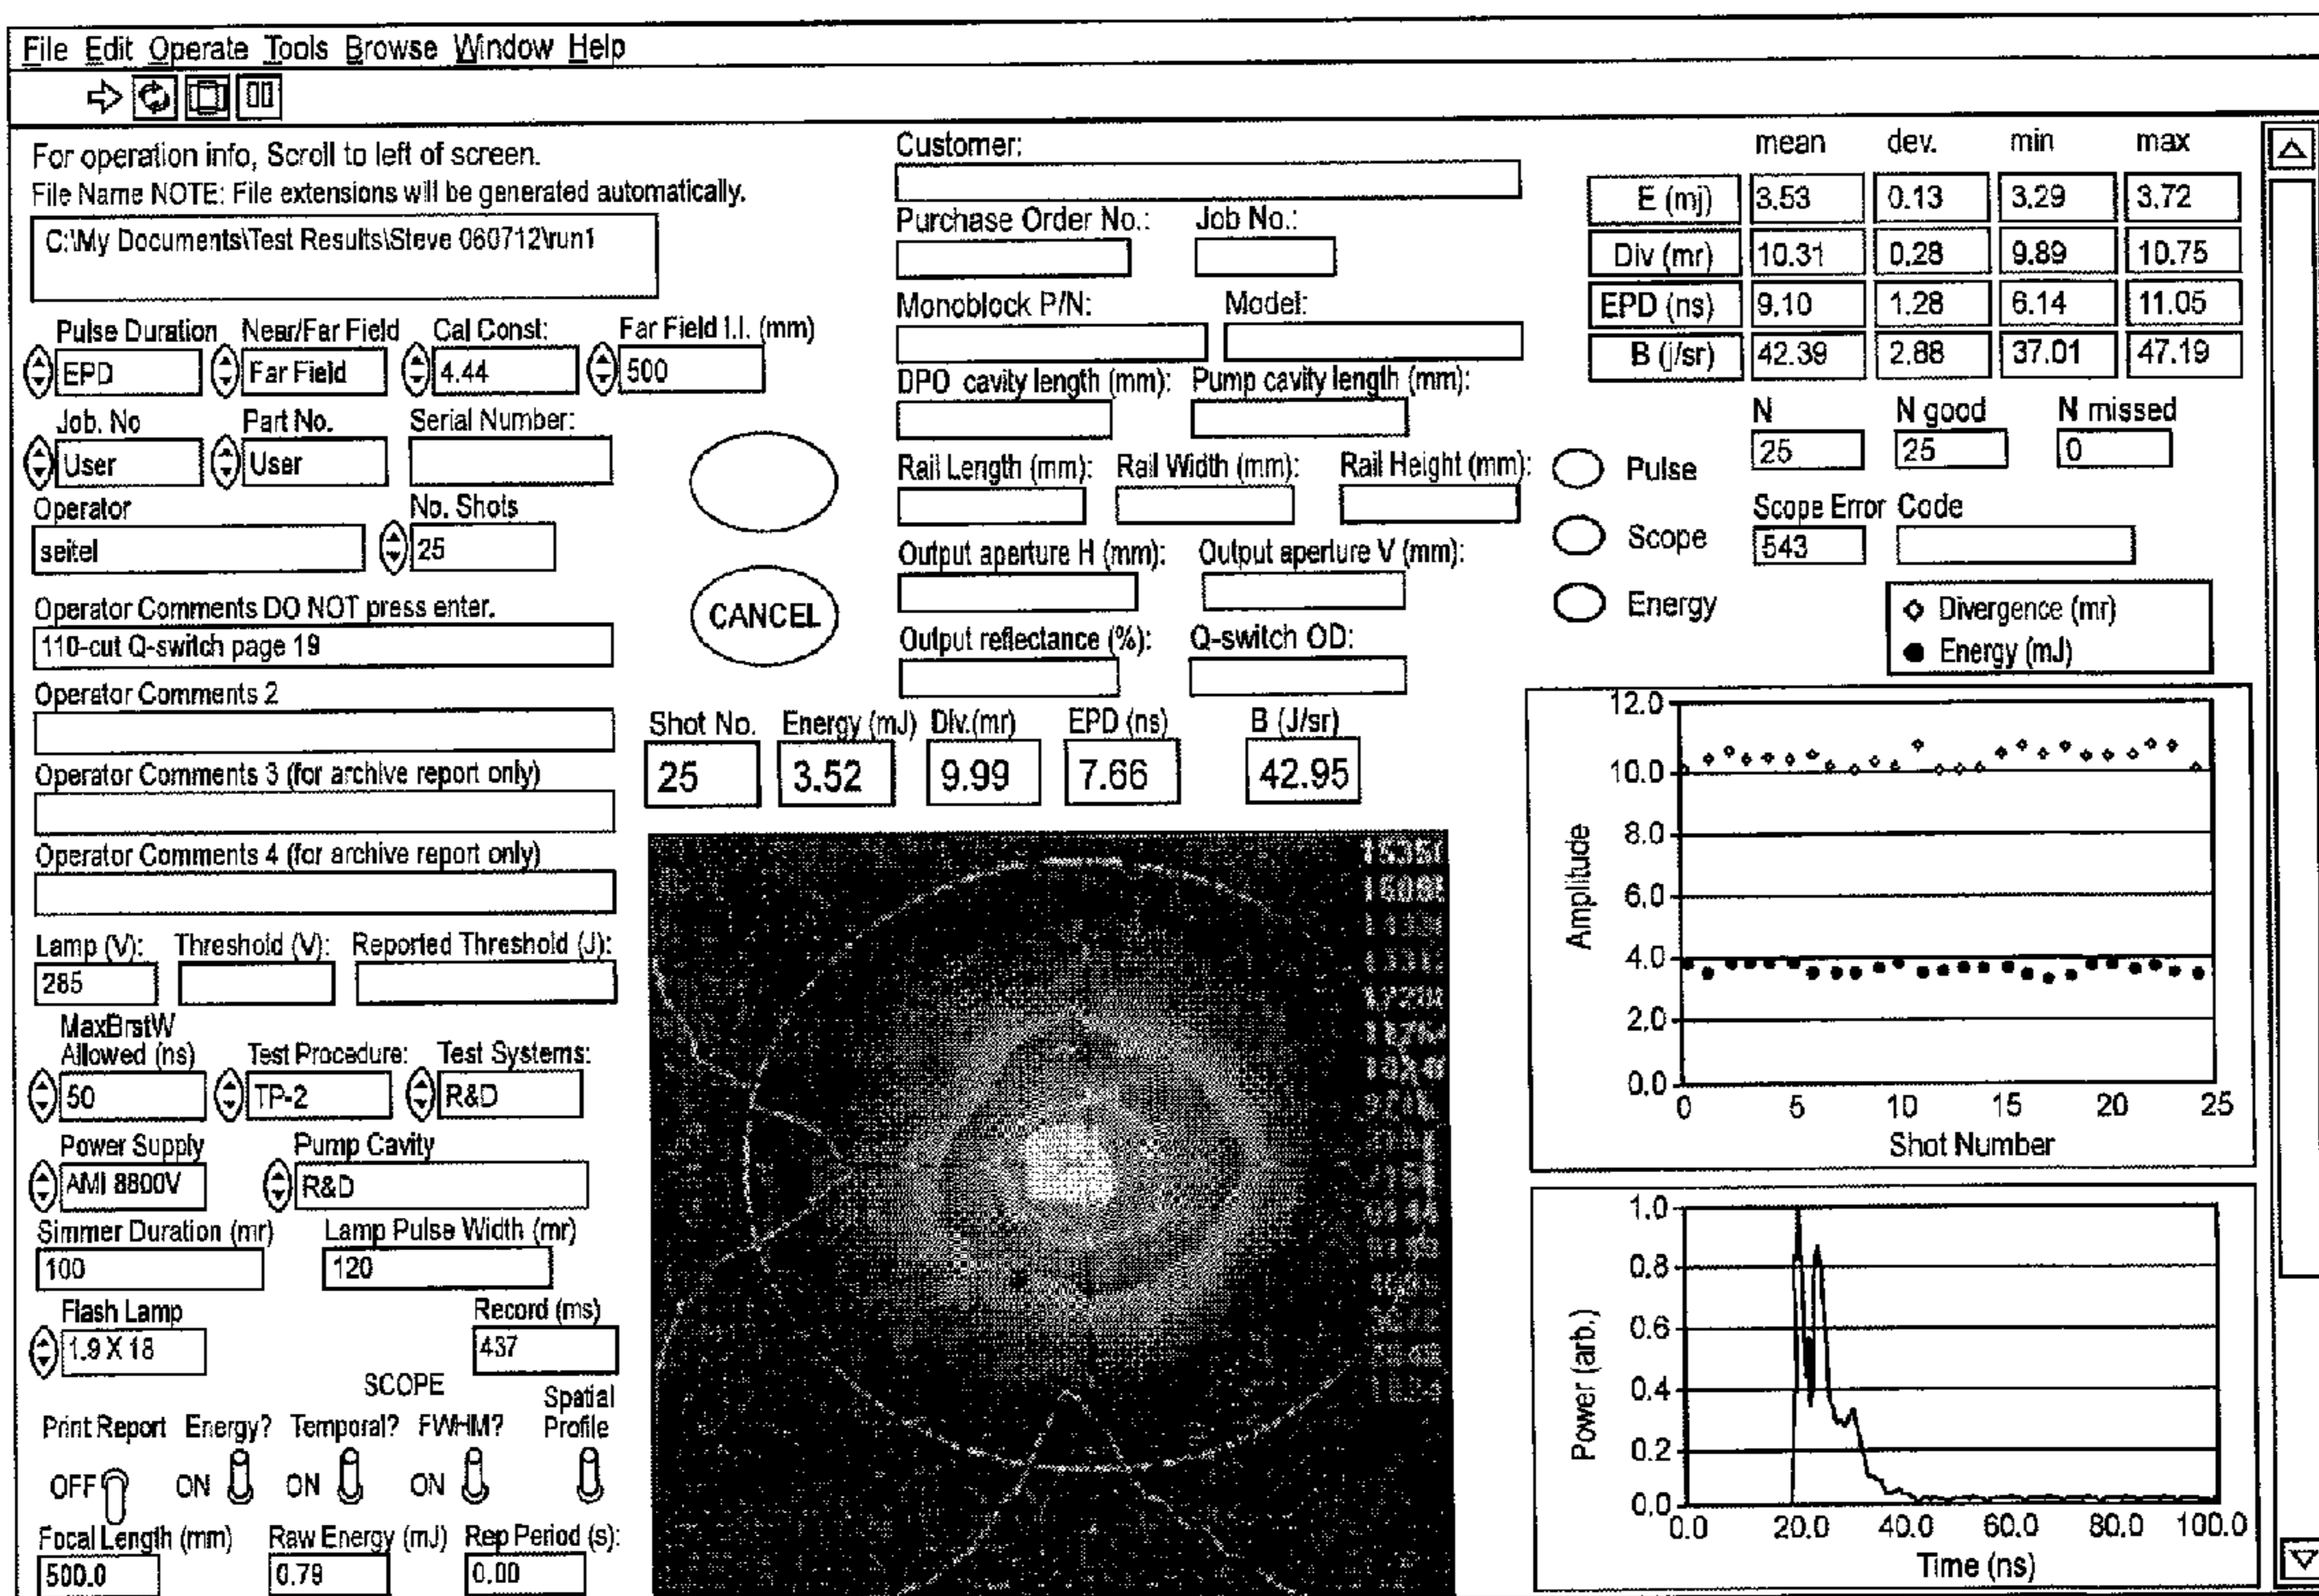 File Edit Operate Tools Browse Window Help
For operation info, Scroll to left of screen.
File Name NOTE: File extensions will be generated automatically.
C:\My Documents\Test Results\Steve 060712\run1
Pulse Duration Near/Far Field Cal Const: Far Field f.l. (mm)
EPD Far Field 4.44 500
Job. No Part No. Serial Number:
User User
Operator No. Shots
seitel 25
Operator Comments DO NOT press enter.
110-cut Q-switch page 19
Operator Comments 2
Operator Comments 3 (for archive report only)
Operator Comments 4 (for archive report only)
Lamp (V): Threshold (V): Reported Threshold (J):
285
MaxBrstW
Allowed (ns) Test Procedure: Test Systems:
50 TP-2 R&D
Power Supply Pump Cavity
AMI 8800V R&D
Simmer Duration (mr) Lamp Pulse Width (mr)
100 120
Flash Lamp Record (ms)
1.9 X 18 437
SCOPE Spatial
Print Report Energy? Temporal? FWHM? Profile
OFF ON ON ON
Focal Length (mm) Raw Energy (mJ) Rep Period (s):
500.0 0.79 0.00
CANCEL
Customer:
Purchase Order No.: Job No.:
Monoblock P/N: Model:
DPO cavity length (mm): Pump cavity length (mm):
Rail Length (mm): Rail Width (mm): Rail Height (mm):
Output aperture H (mm): Output aperture V (mm):
Output reflectance (%): Q-switch OD:
Shot No. Energy (mJ) Div.(mr) EPD (ns) B (J/sr)
25 3.52 9.99 7.66 42.95
mean dev. min max
E (mj) 3.53 0.13 3.29 3.72
Div (mr) 10.31 0.28 9.89 10.75
EPD (ns) 9.10 1.28 6.14 11.05
B (j/sr) 42.39 2.88 37.01 47.19
N N good N missed
25 25 0
Pulse
Scope Error Code
Scope 543
Energy
Divergence (mr)
Energy (mJ)
12.0
10.0
8.0
6.0
4.0
2.0
0.0
Amplitude
0 5 10 15 20 25
Shot Number
1.0
0.8
0.6
0.4
0.2
0.0
Power (arb.)
0.0 20.0 40.0 60.0 80.0 100.0
Time (ns)